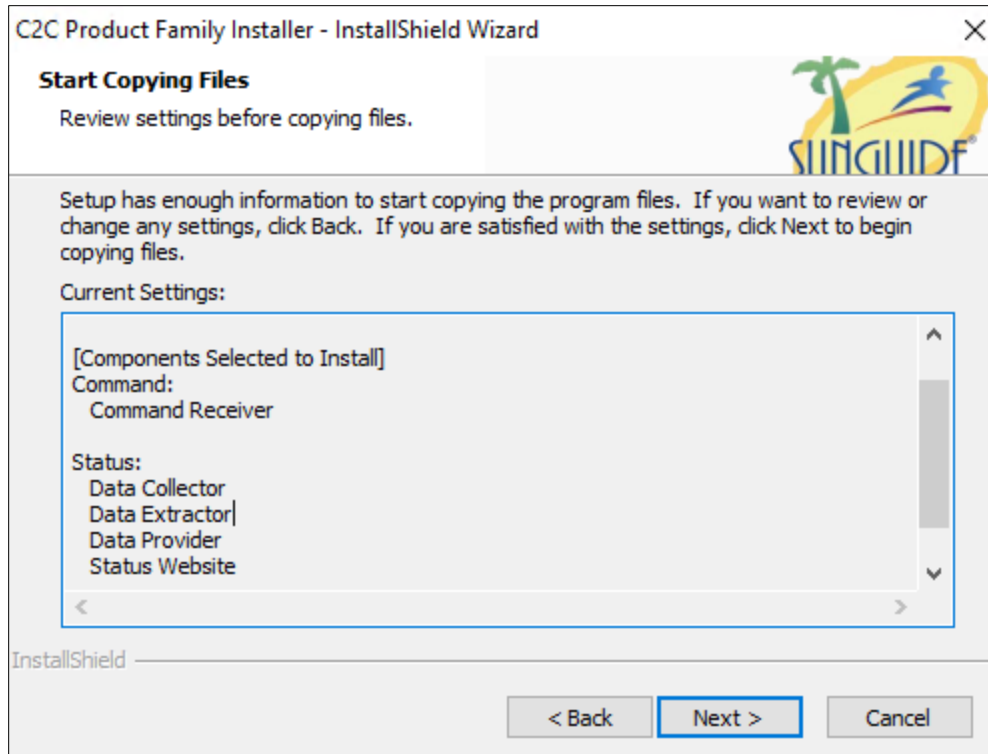 C2C Product Family Installer - InstallShield Wizard
Start Copying Files
Review settings before copying files.
SUNGUIDE®
Setup has enough information to start copying the program files. If you want to review or
change any settings, click Back. If you are satisfied with the settings, click Next to begin
copying files.
Current Settings:
[Components Selected to Install]
Command:
Command Receiver
Status:
Data Collector
Data Extractor
Data Provider
Status Website
InstallShield
< Back
Next >
Cancel